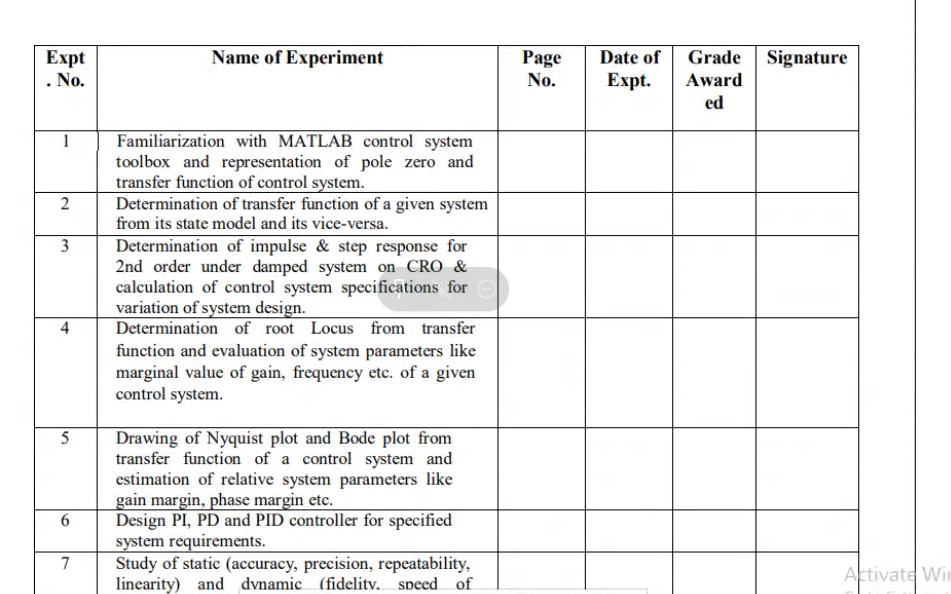 Expt . No.
Name of Experiment
Page No.
Date of Expt.
Grade Award ed
Signature
1
Familiarization with MATLAB control system
toolbox and representation of pole zero and
transfer function of control system.
2
Determination of transfer function of a given system
from its state model and its vice-versa.
3
Determination of impulse & step response for
2nd order under damped system on CRO &
calculation of control system specifications for
variation of system design.
4
Determination of root Locus from transfer
function and evaluation of system parameters like
marginal value of gain, frequency etc. of a given
control system.
5
Drawing of Nyquist plot and Bode plot from
transfer function of a control system and
estimation of relative system parameters like
gain margin, phase margin etc.
6
Design PI, PD and PID controller for specified
system requirements.
7
Study of static (accuracy, precision, repeatability,
linearity) and dynamic (fidelity, speed of
Activate Wi